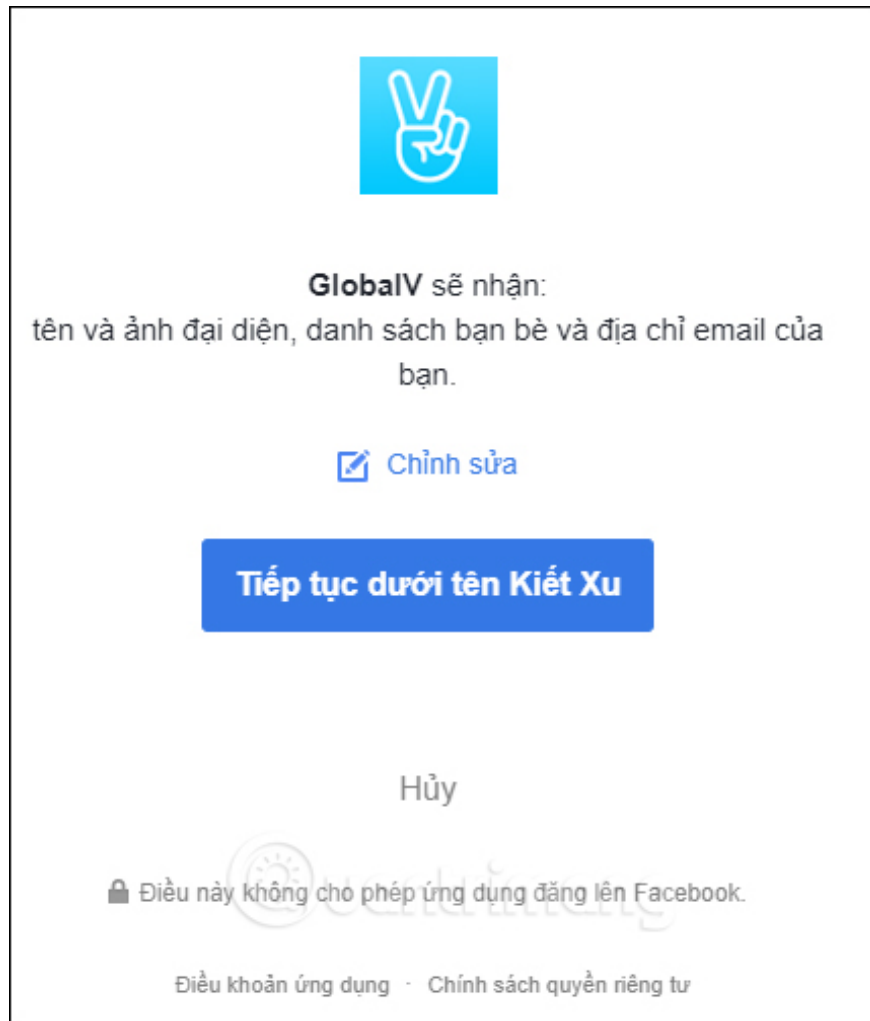 GlobalV sẽ nhận:
tên và ảnh đại diện, danh sách bạn bè và địa chỉ email của
bạn.
Chỉnh sửa
Tiếp tục dưới tên Kiết Xu
Hủy
Điều này không cho phép ứng dụng đăng lên Facebook.
Quantrimang
Điều khoản ứng dụng · Chính sách quyền riêng tư